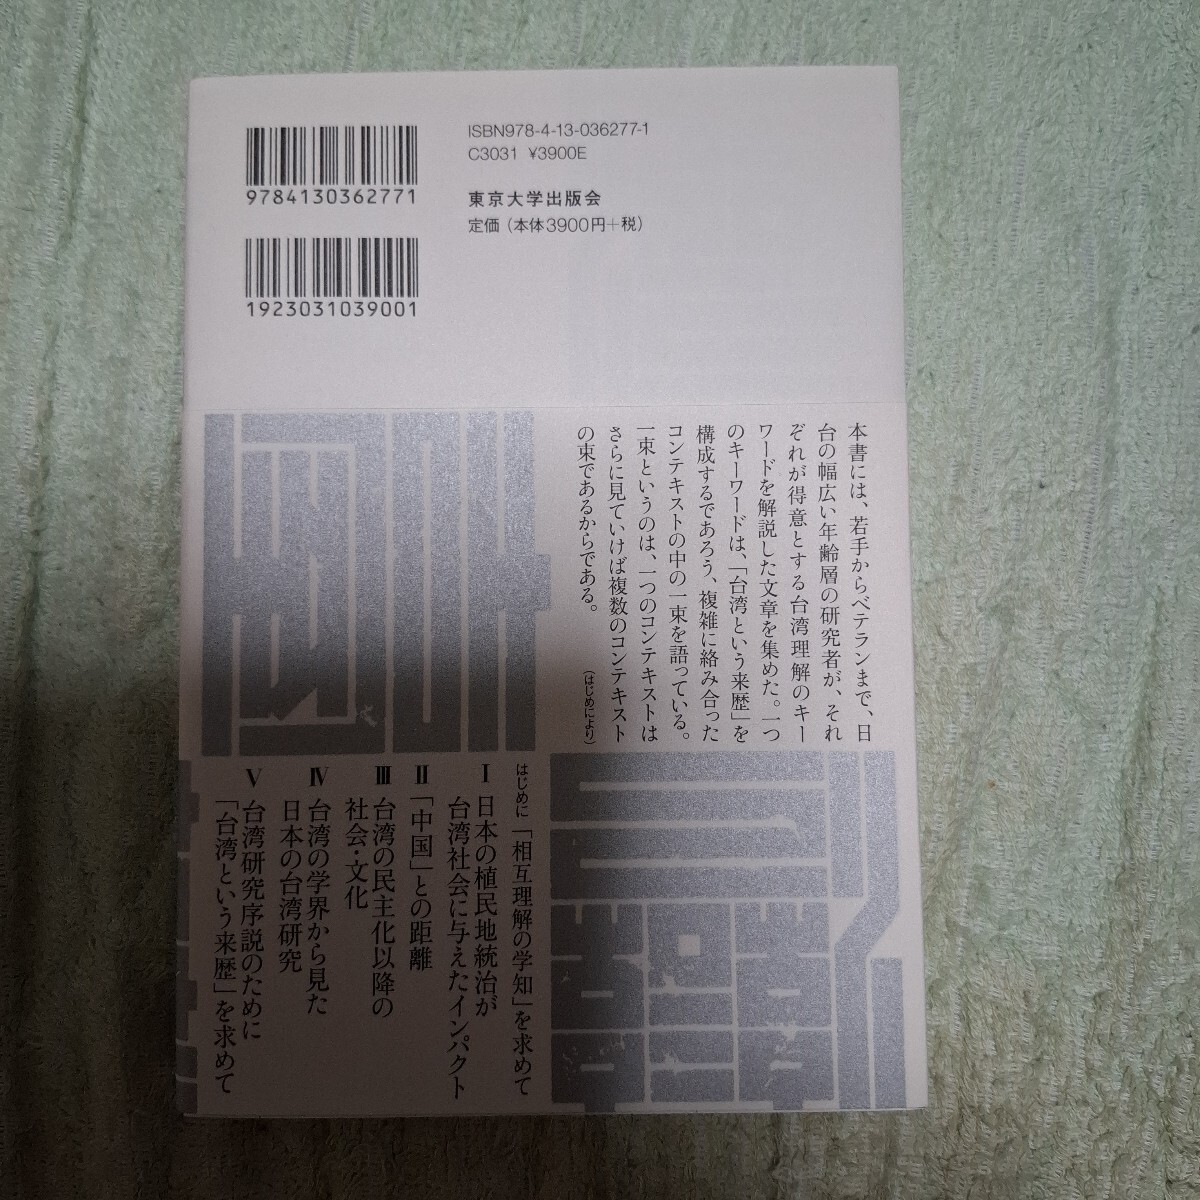 ISBN978-4-13-036277-1
C3031 ¥3900E
9784130362771
東京大学出版会
定価(本体3900円+税)
1923031039001
本書には、若手からベテランまで、日
台の幅広い年齢層の研究者が、それ
ぞれが得意とする台湾理解のキー
ワードを解説した文章を集めた。一つ
のキーワードは、「台湾という来歴」を
構成するであろう、複雑に絡み合った
コンテキストの中の一束を語っている。
一束というのは、一つのコンテキストは
さらに見ていけば複数のコンテキスト
の束であるからである。
(はじめにより)
はじめに 「相互理解の学知」を求めて
Ⅰ 日本の植民地統治が
台湾社会に与えたインパクト
Ⅱ 「中国」との距離
Ⅲ 台湾の民主化以降の
社会・文化
Ⅳ 台湾の学界から見た
日本の台湾研究
Ⅴ 台湾研究序説のために
「台湾という来歴」を求めて